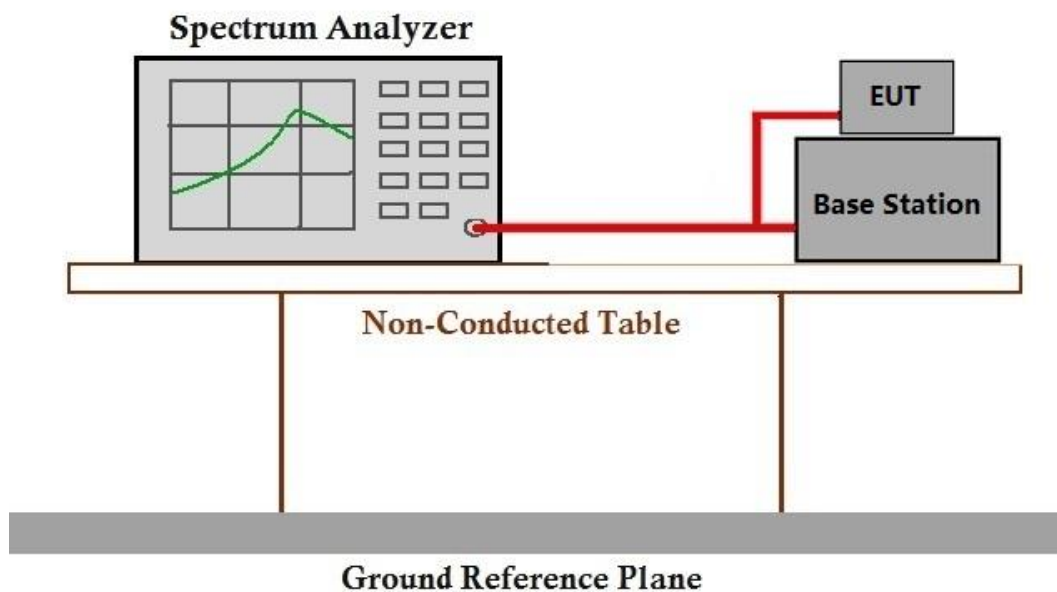 Spectrum Analyzer
EUT
Base Station
Non-Conducted Table
Ground Reference Plane